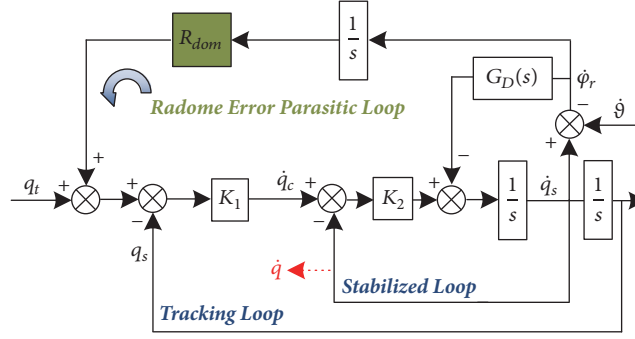 R_dom
1/s
G_D(s)
φ̇_r
−
ϑ̇
+
Radome Error Parasitic Loop
−
+
q_t
+
+
−
K_1
q̇_c
+
−
K_2
+
1/s
q̇_s
1/s
q_s
q̇
Stabilized Loop
Tracking Loop